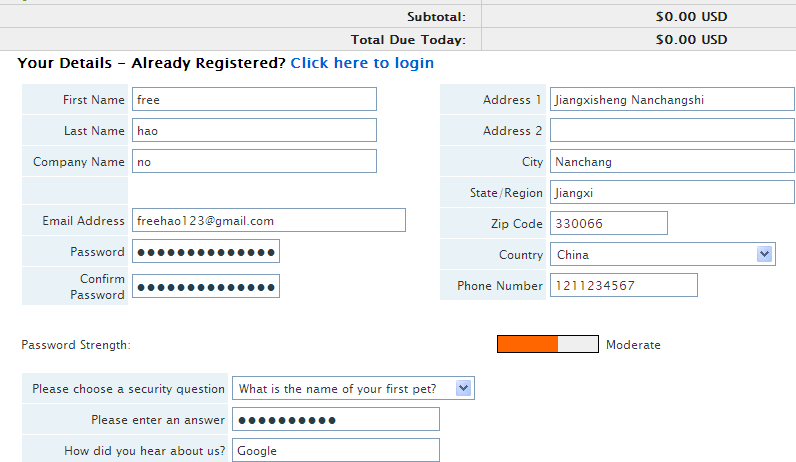 Subtotal: $0.00 USD
Total Due Today: $0.00 USD
Your Details - Already Registered? Click here to login
First Name free
Last Name hao
Company Name no
Email Address freehao123@gmail.com
Password ●●●●●●●●●●●●●●
Confirm
Password ●●●●●●●●●●●●●●
Address 1 Jiangxisheng Nanchangshi
Address 2
City Nanchang
State/Region Jiangxi
Zip Code 330066
Country China
Phone Number 1211234567
Password Strength: Moderate
Please choose a security question What is the name of your first pet?
Please enter an answer ●●●●●●●●●●
How did you hear about us? Google